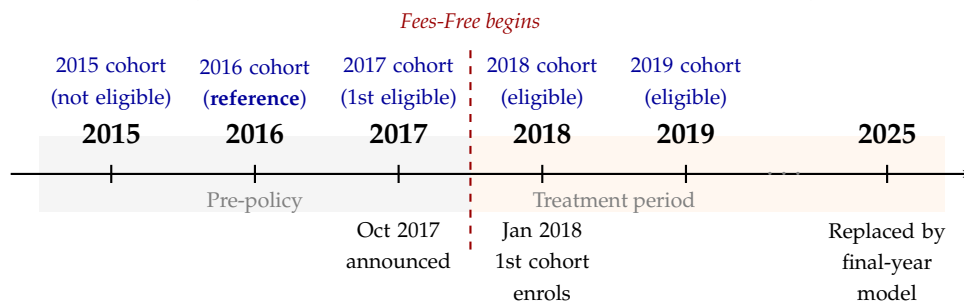 Fees-Free begins
2015 cohort
(not eligible)
2016 cohort
(reference)
2017 cohort
(1st eligible)
2018 cohort
(eligible)
2019 cohort
(eligible)
2015
2016
2017
2018
2019
2025
. . .
Pre-policy
Treatment period
Oct 2017
announced
Jan 2018
1st cohort
enrols
Replaced by
final-year
model